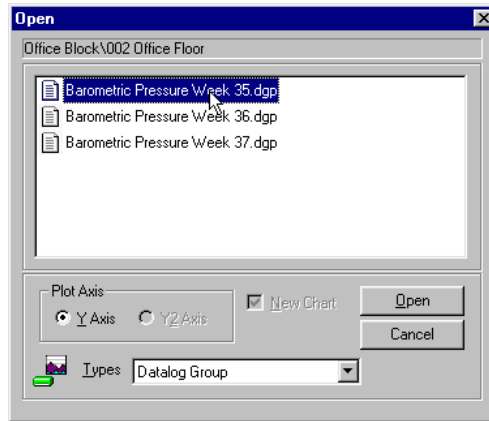 Open
Office Block\002 Office Floor
Barometric Pressure Week 35.dgp
Barometric Pressure Week 36.dgp
Barometric Pressure Week 37.dgp
Plot Axis
Y Axis
Y2 Axis
New Chart
Open
Cancel
Types
Datalog Group